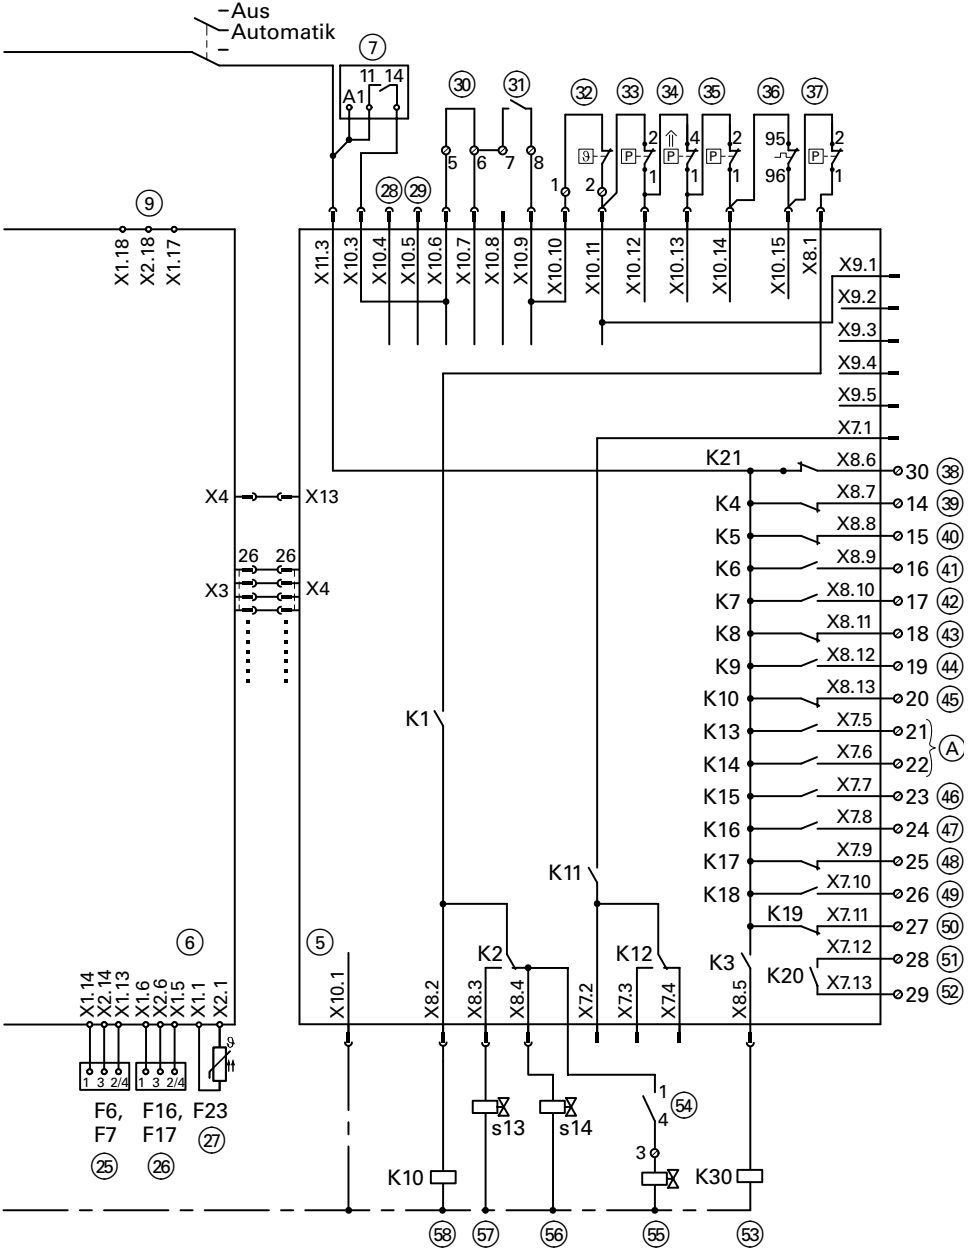 Aus
Automatik
7
11 14
A1
30
31
32
33
34
35
36
37
2
4
2
95
2
ϑ
P
P
P
P
5
6
7
8
1
2
1
1
1
96
1
28
29
9
X1.18
X2.18
X1.17
X11.3
X10.3
X10.4
X10.5
X10.6
X10.7
X10.8
X10.9
X10.10
X10.11
X10.12
X10.13
X10.14
X10.15
X8.1
X9.1
X9.2
X9.3
X9.4
X9.5
X7.1
K21 X8.6 30 38
X4 X13
K4 X8.7 14 39
K5 X8.8 15 40
26 26
X3 X4
K6 X8.9 16 41
K7 X8.10 17 42
K8 X8.11 18 43
K9 X8.12 19 44
K10 X8.13 20 45
K1
K13 X7.5 21
A
K14 X7.6 22
K15 X7.7 23 46
K16 X7.8 24 47
K17 X7.9 25 48
K11
K18 X7.10 26 49
K19 X7.11 27 50
6
5
K2
K12
K3
K20
X7.12 28 51
X7.13 29 52
X1.14
X2.14
X1.13
X1.6
X2.6
X1.5
X1.1
X2.1
X10.1
X8.2
X8.3
X8.4
X7.2
X7.3
X7.4
X8.5
ϑ
1 3 2/4
1 3 2/4
F6,
F7
25
F16,
F17
26
F23
27
s13
s14
1
4
54
3
K10
K30
58
57
56
55
53